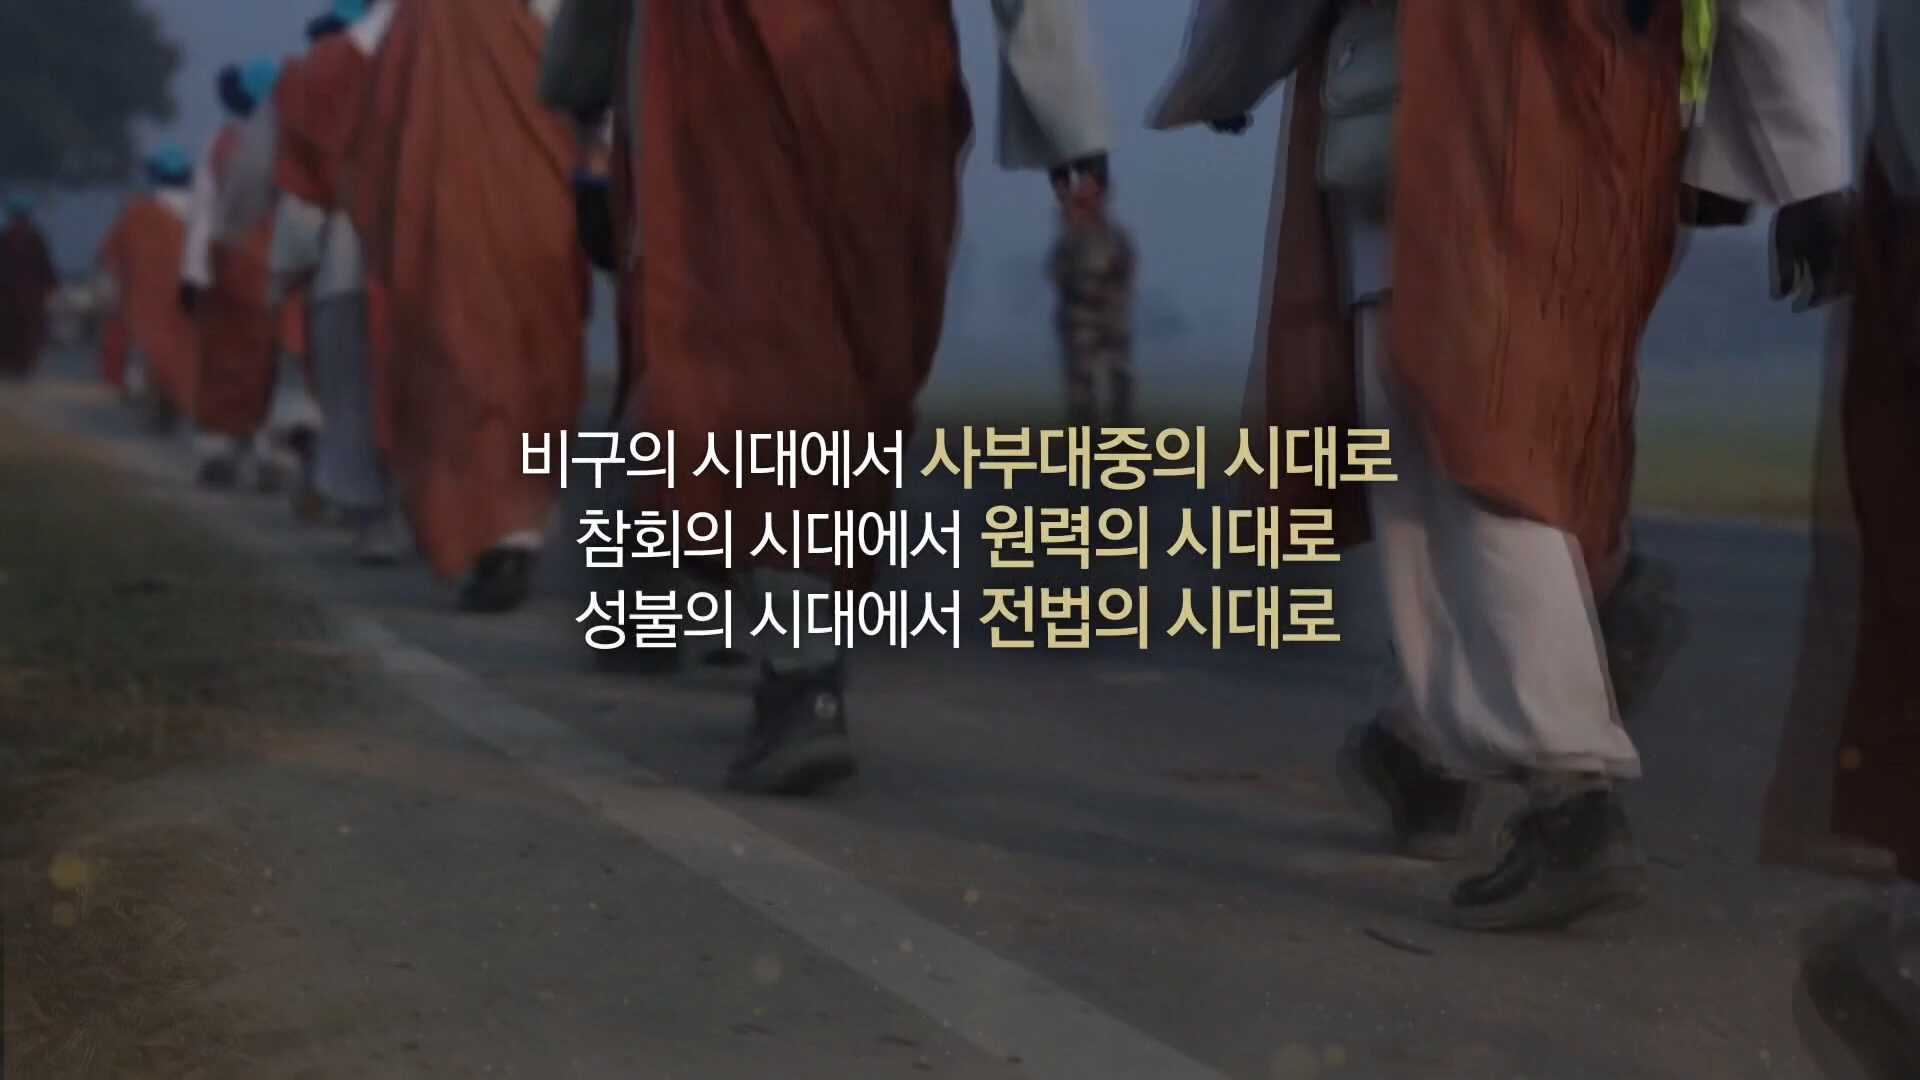 비구의 시대에서 사부대중의 시대로
참회의 시대에서 원력의 시대로
성불의 시대에서 전법의 시대로